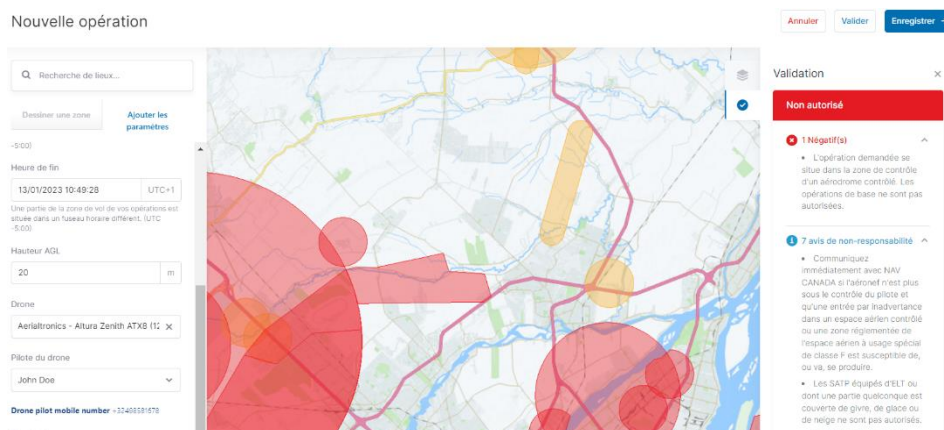 Nouvelle opération
Annuler
Valider
Enregistrer
Recherche de lieux...
Dessiner une zone
Ajouter les
paramètres
-5:00)
Heure de fin
13/01/2023 10:49:28
UTC+1
Une partie de la zone de vol de vos opérations est
située dans un fuseau horaire différent. (UTC
-5:00)
Hauteur AGL
20
m
Drone
Aerialtronics - Altura Zenith ATX8 (12
Pilote du drone
John Doe
Drone pilot mobile number +32498581678
Validation
Non autorisé
1 Négatif(s)
• L'opération demandée se
situe dans la zone de contrôle
d'un aérodrome contrôlé. Les
opérations de base ne sont pas
autorisées.
7 avis de non-responsabilité
• Communiquez
immédiatement avec NAV
CANADA si l'aéronef n'est plus
sous le contrôle du pilote et
qu'une entrée par inadvertance
dans un espace aérien contrôlé
ou une zone réglementée de
l'espace aérien à usage spécial
de classe F est susceptible de,
ou va, se produire.
• Les SATP équipés d'ELT ou
dont une partie quelconque est
couverte de givre, de glace ou
de neige ne sont pas autorisés.